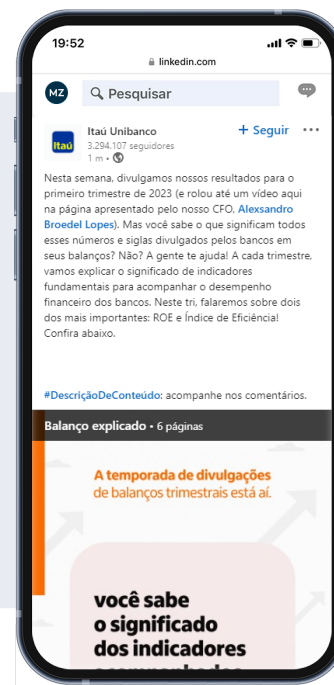 19:52
linkedin.com
MZ
Pesquisar
Itaú
Itaú Unibanco
+ Seguir
3.294.107 seguidores
1 m •
Nesta semana, divulgamos nossos resultados para o
primeiro trimestre de 2023 (e rolou até um vídeo aqui
na página apresentado pelo nosso CFO, Alexsandro
Broedel Lopes). Mas você sabe o que significam todos
esses números e siglas divulgados pelos bancos em
seus balanços? Não? A gente te ajuda! A cada trimestre,
vamos explicar o significado de indicadores
fundamentais para acompanhar o desempenho
financeiro dos bancos. Neste tri, falaremos sobre dois
dos mais importantes: ROE e Índice de Eficiência!
Confira abaixo.
#DescriçãoDeConteúdo: acompanhe nos comentários.
Balanço explicado • 6 páginas
A temporada de divulgações
de balanços trimestrais está aí.
você sabe
o significado
dos indicadores